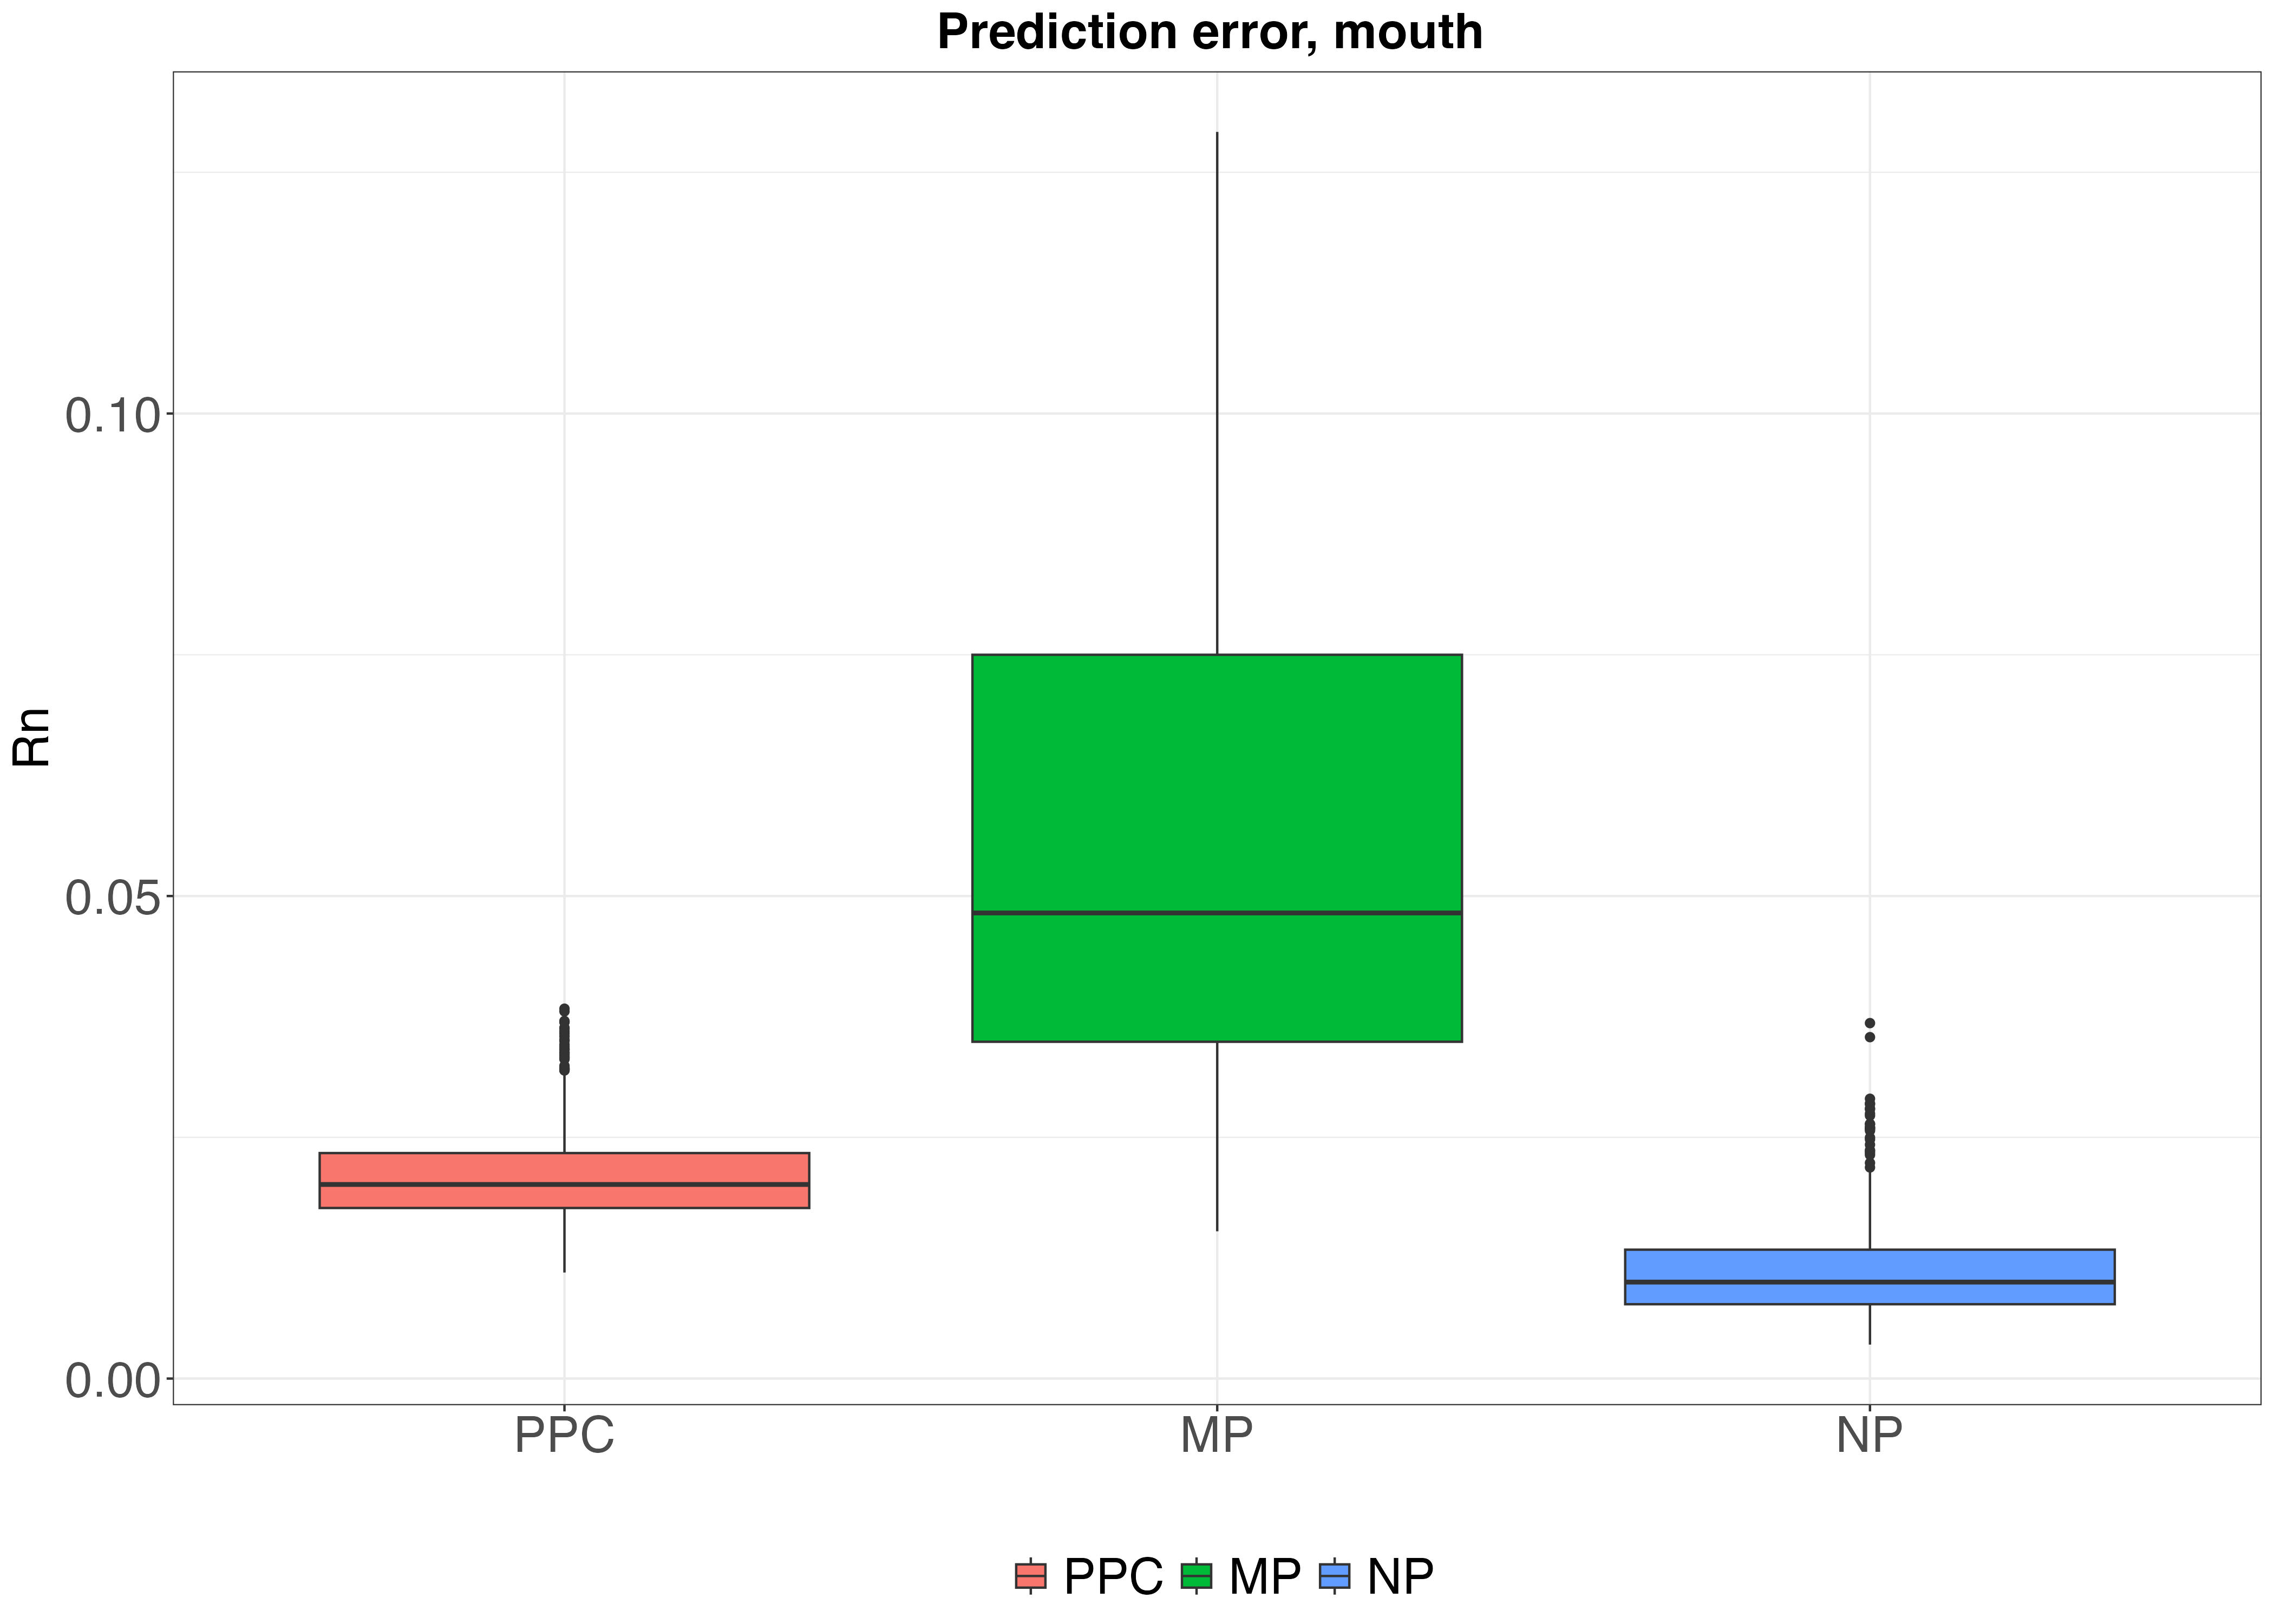 Prediction error, mouth
Rn
0.10
0.05
0.00
PPC
MP
NP
PPC MP NP